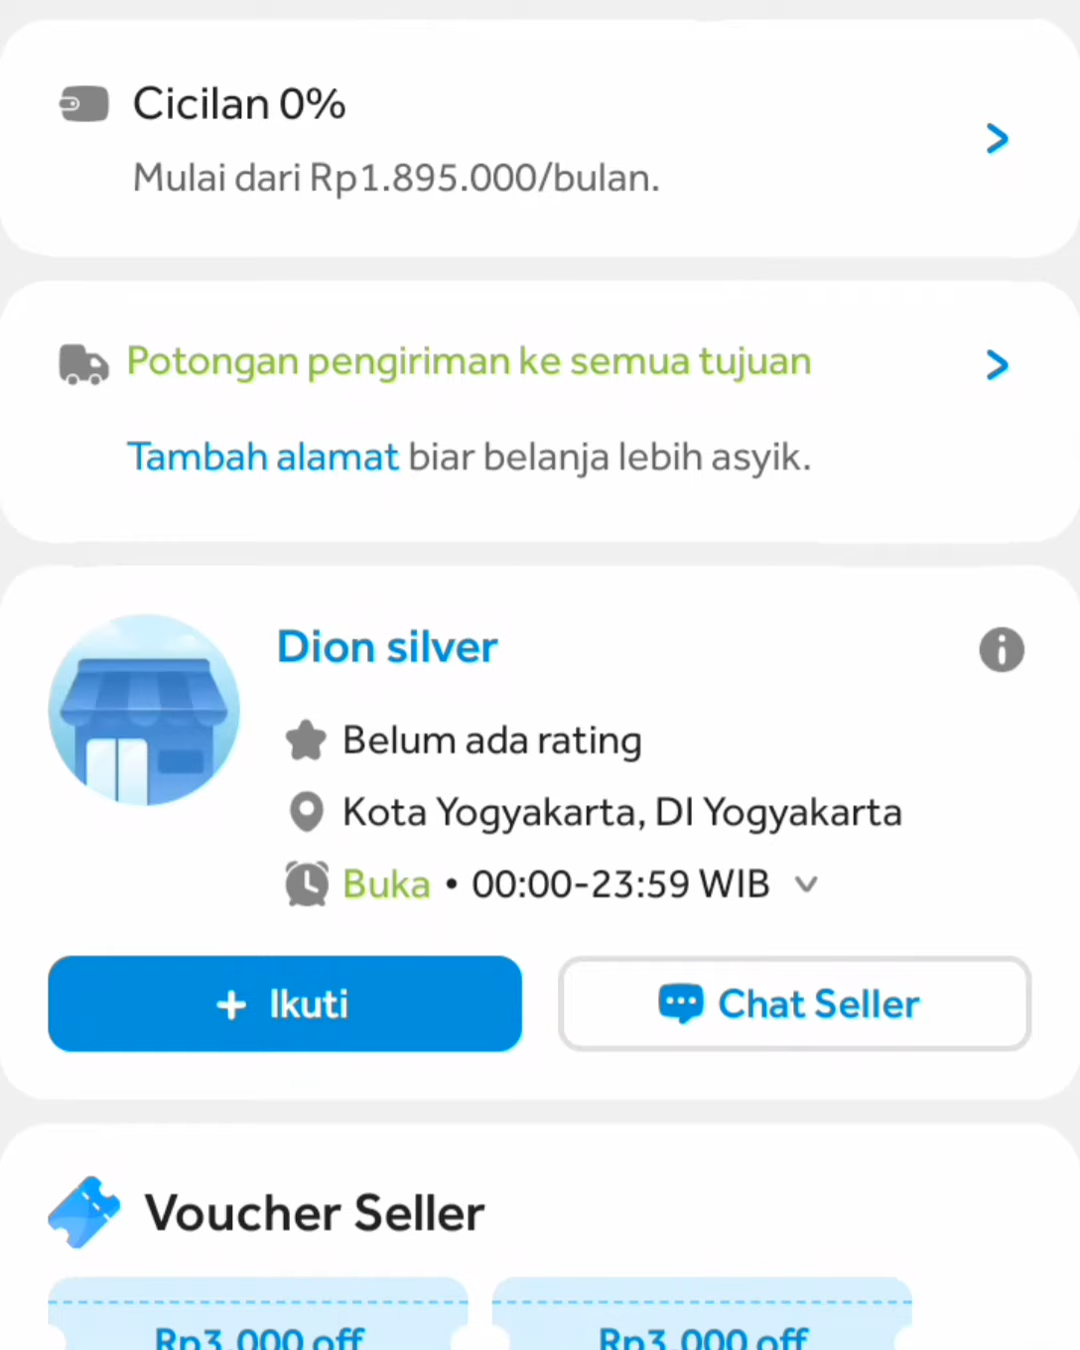 Cicilan 0%
Mulai dari Rp1.895.000/bulan.
Potongan pengiriman ke semua tujuan
Tambah alamat biar belanja lebih asyik.
Dion silver
Belum ada rating
Kota Yogyakarta, DI Yogyakarta
Buka • 00:00-23:59 WIB
+ Ikuti
Chat Seller
Voucher Seller
Rp3.000 off
Rp3.000 off